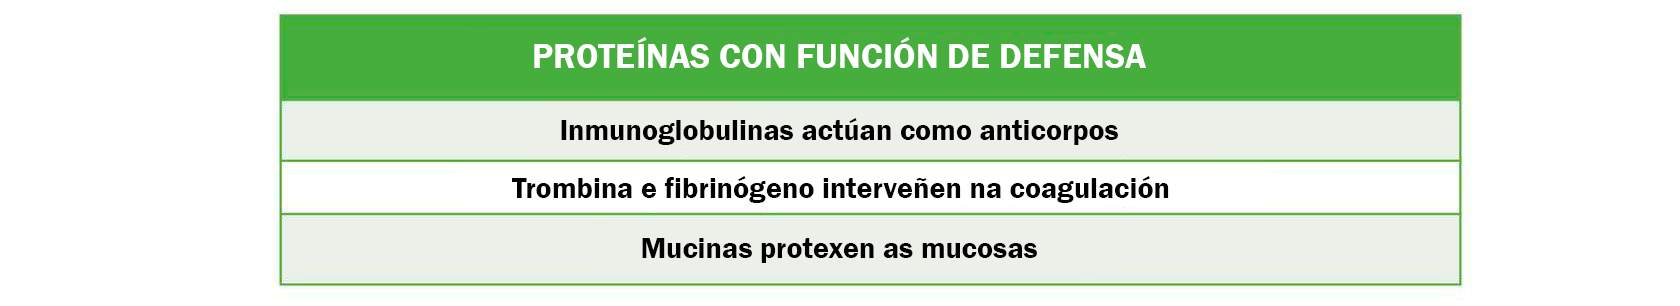 PROTEÍNAS CON FUNCIÓN DE DEFENSA
Inmunoglobulinas actúan como anticorpos
Trombina e fibrinógeno interveñen na coagulación
Mucinas protexen as mucosas